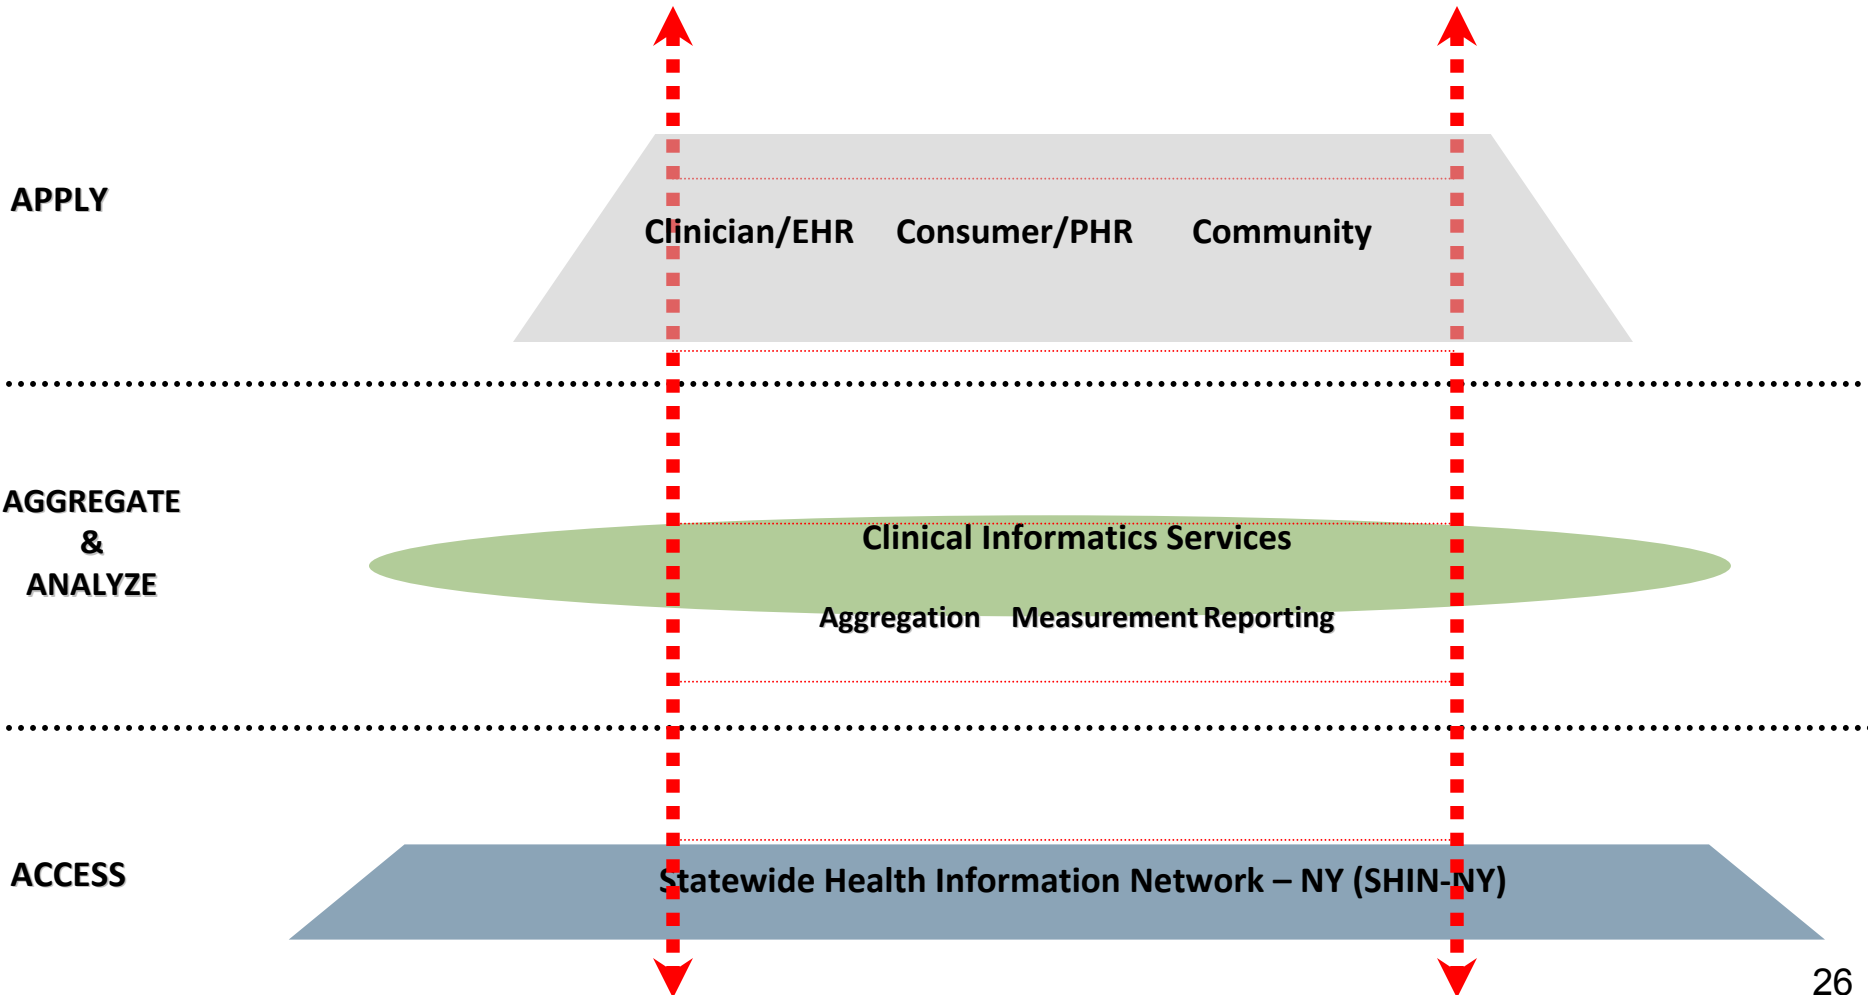 APPLY
Clinician/EHR Consumer/PHR Community
AGGREGATE
&
ANALYZE
Clinical Informatics Services
Aggregation Measurement Reporting
ACCESS
Statewide Health Information Network – NY (SHIN-NY)
26